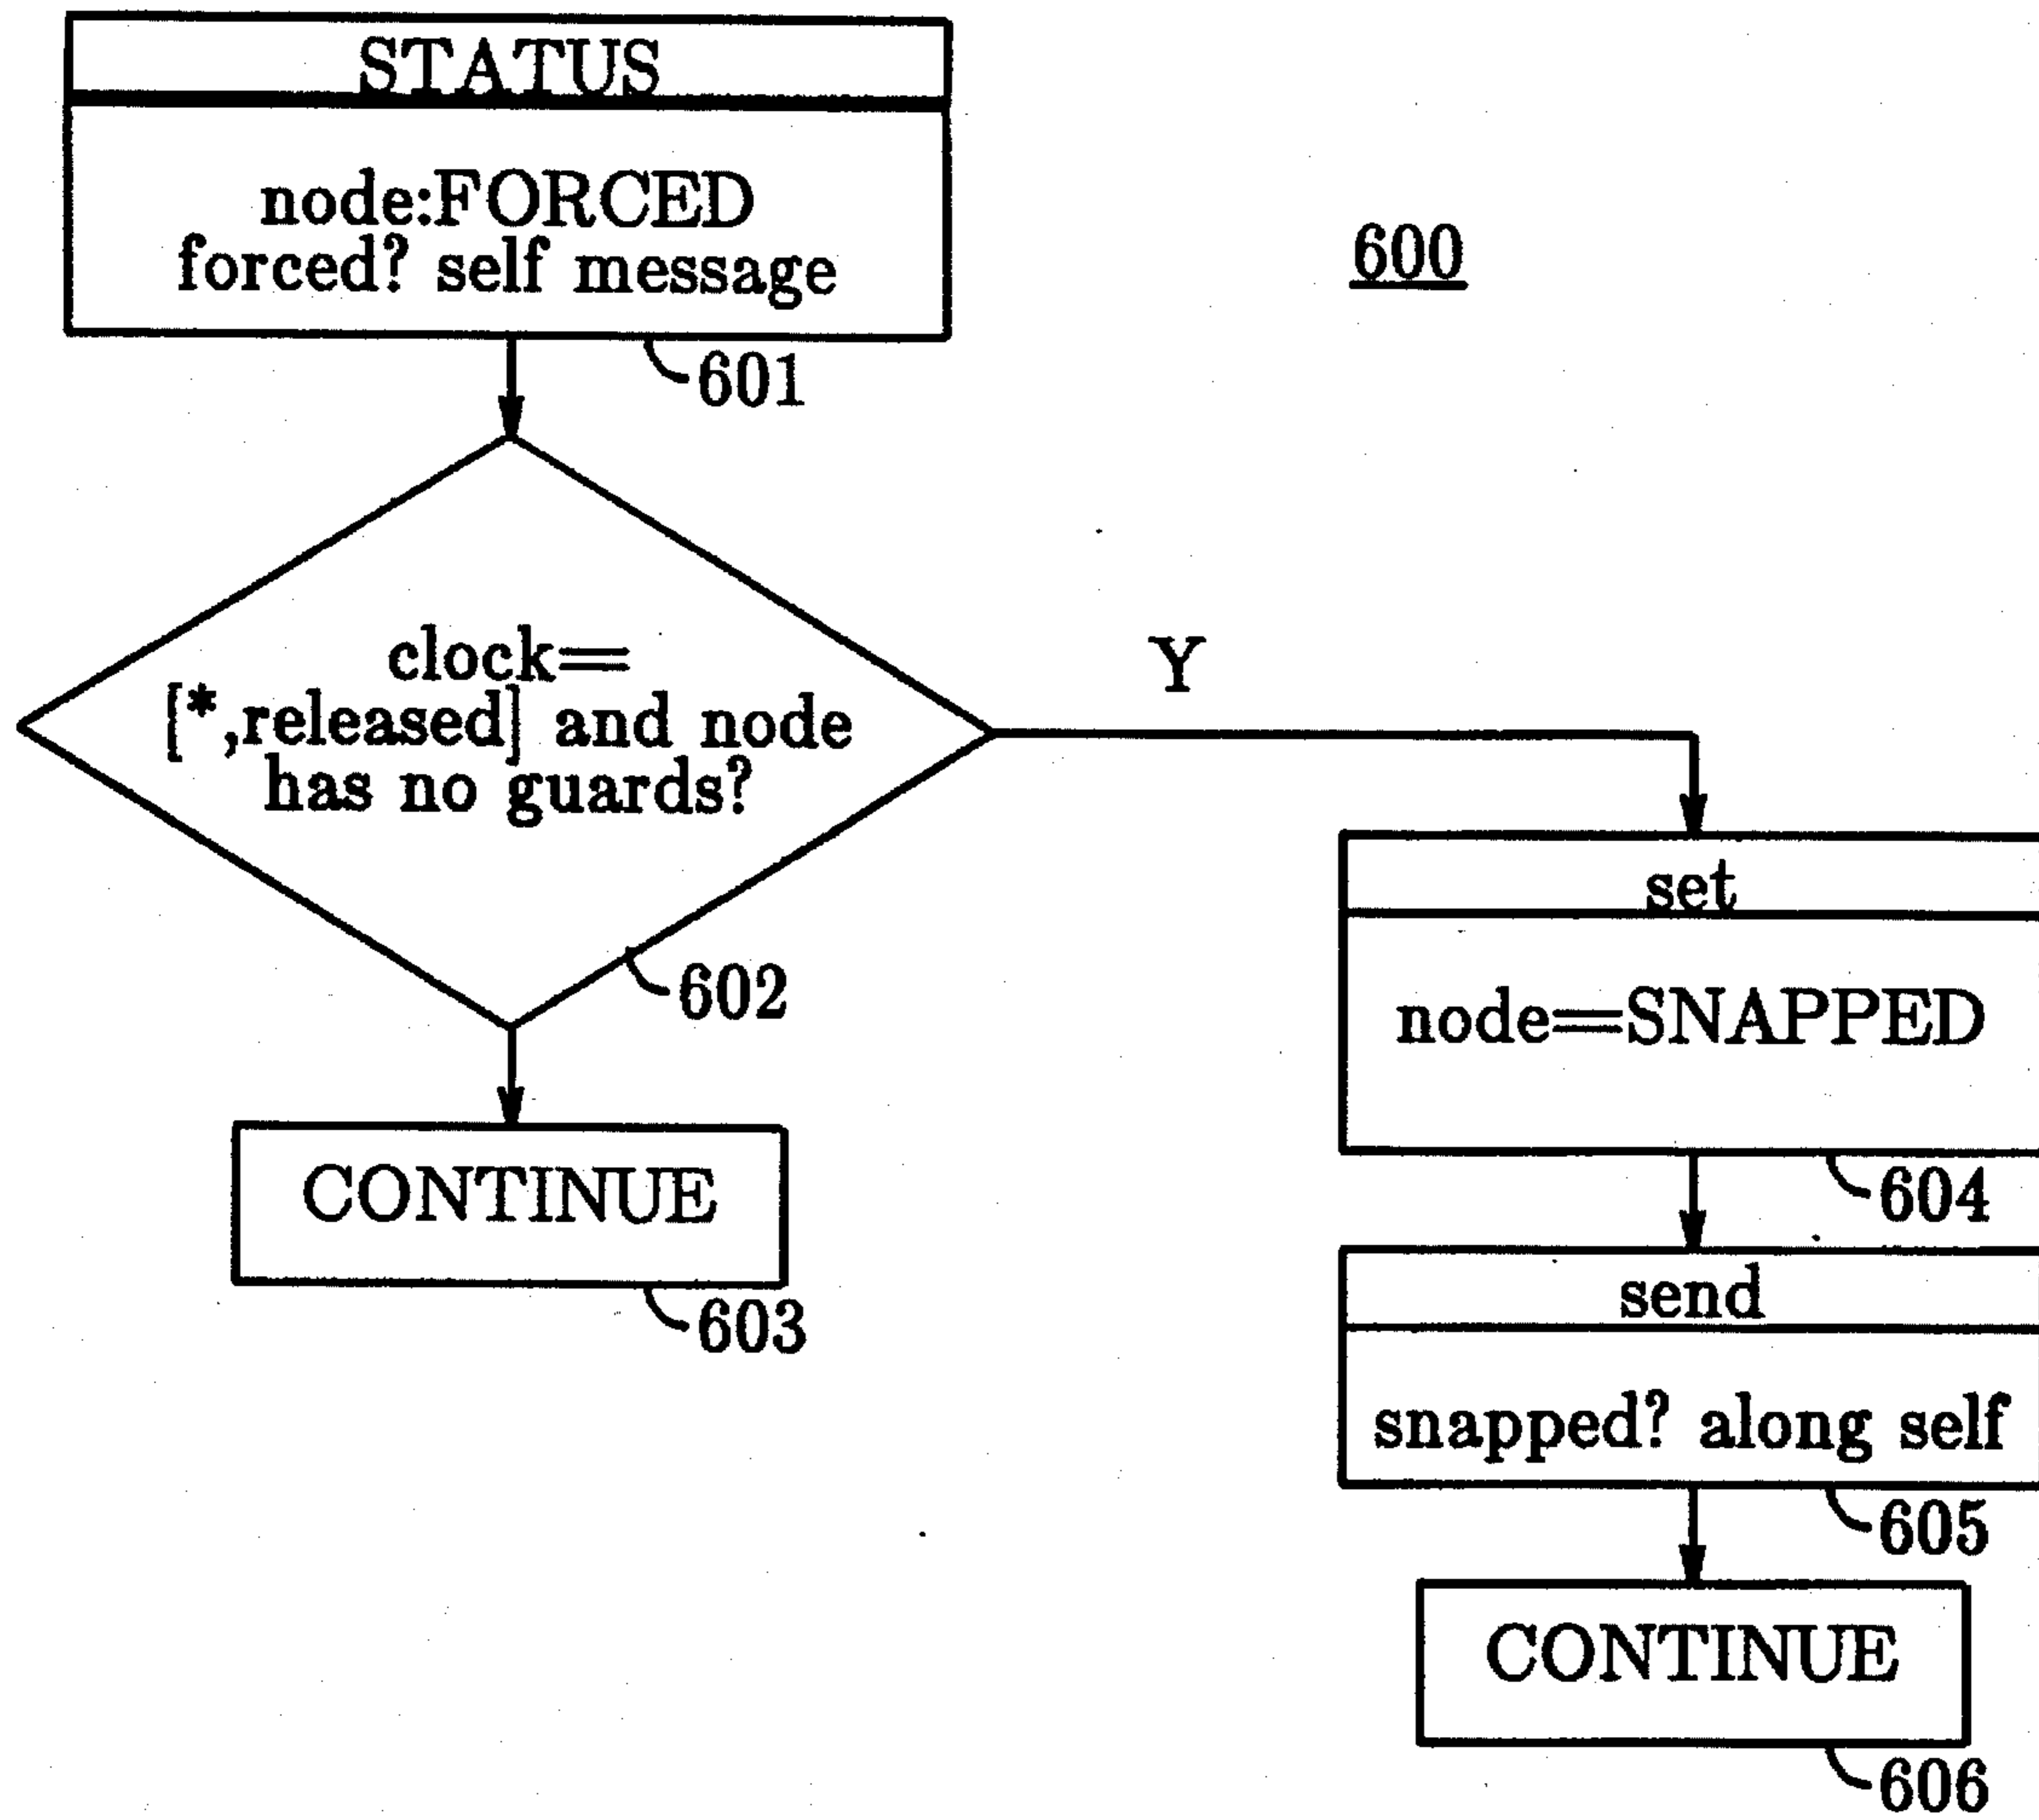 STATUS
node:FORCED
forced? self message
600
601
clock=
[*,released] and node
has no guards?
Y
602
CONTINUE
603
set
node=SNAPPED
604
send
snapped? along self
605
CONTINUE
606